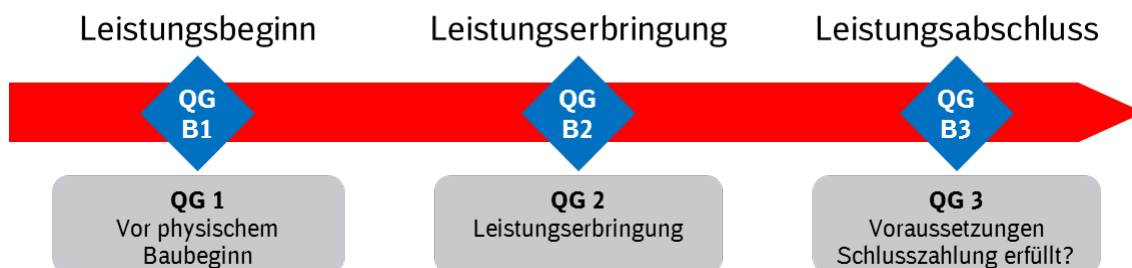 Leistungsbeginn
Leistungserbringung
Leistungsabschluss
QG
B1
QG
B2
QG
B3
QG 1
Vor physischem
Baubeginn
QG 2
Leistungserbringung
QG 3
Voraussetzungen
Schlusszahlung erfüllt?